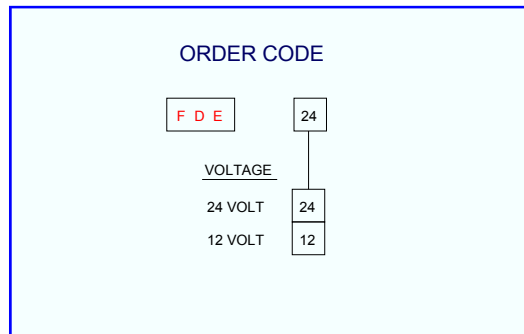 ORDER CODE
F D E 24
VOLTAGE
24 VOLT 24
12 VOLT 12